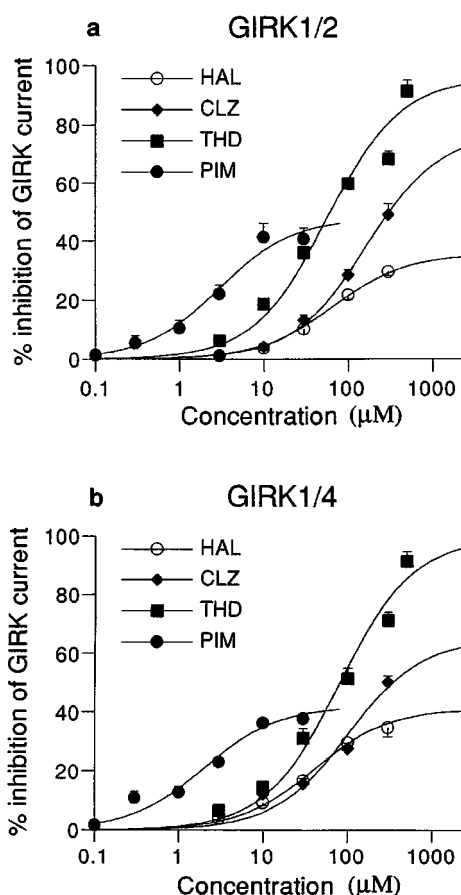 a GIRK1/2
% inhibition of GIRK current
100
80
60
40
20
0
HAL
CLZ
THD
PIM
0.1 1 10 100 1000
Concentration (μM)
b GIRK1/4
% inhibition of GIRK current
100
80
60
40
20
0
HAL
CLZ
THD
PIM
0.1 1 10 100 1000
Concentration (μM)